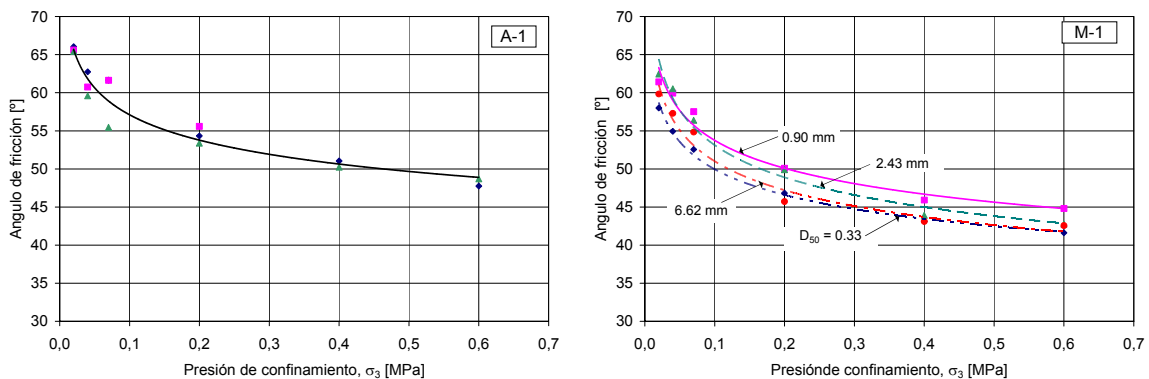 A-1
Angulo de fricción [º]
70
65
60
55
50
45
40
35
30
0,0 0,1 0,2 0,3 0,4 0,5 0,6 0,7
Presión de confinamiento, σ3 [MPa]
M-1
Angulo de fricción [º]
70
65
60
55
50
45
40
35
30
0.90 mm
2.43 mm
6.62 mm
D50 = 0.33
0,0 0,1 0,2 0,3 0,4 0,5 0,6 0,7
Presiónde confinamiento, σ3 [MPa]